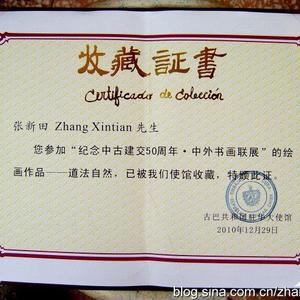 收藏証書
Certificado de Colección
张新田 Zhang Xintian 先生
您参加“纪念中古建交50周年·中外书画联展”的绘
画作品——道法自然，已被我们使馆收藏，特颁此证。
古巴共和国驻华大使馆
2010年12月29日
blog.sina.com.cn/zha